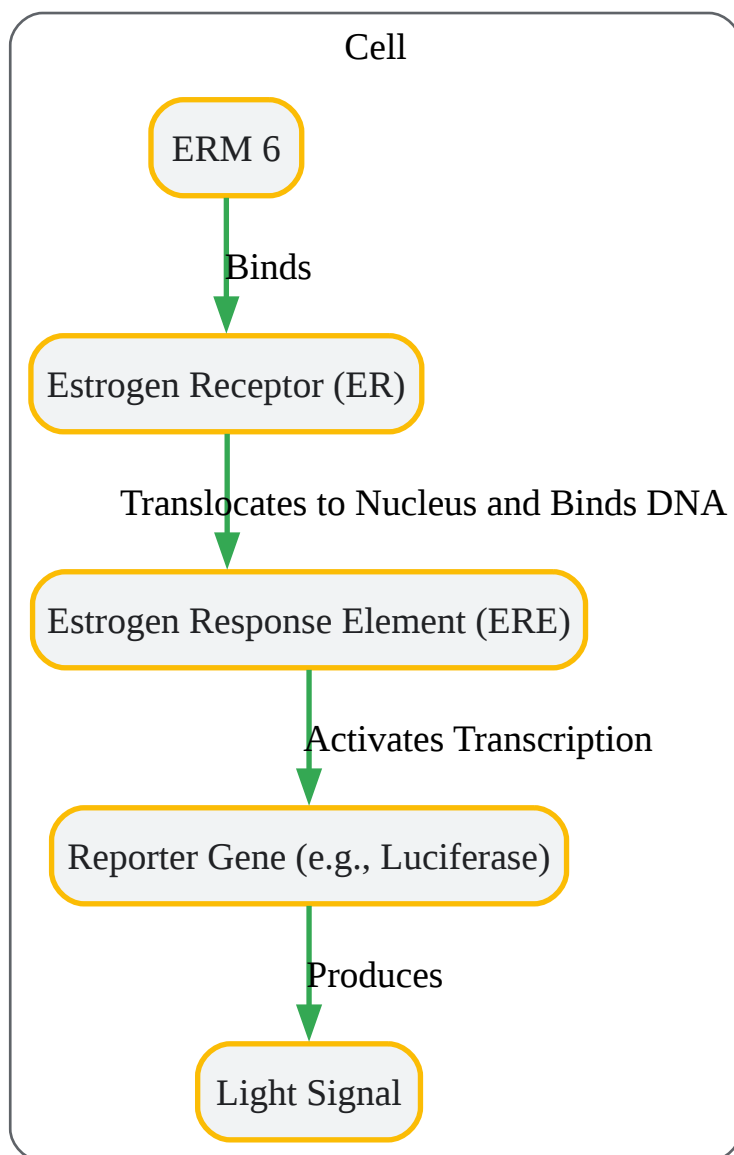 Cell
ERM 6
Binds
Estrogen Receptor (ER)
Translocates to Nucleus and Binds DNA
Estrogen Response Element (ERE)
Activates Transcription
Reporter Gene (e.g., Luciferase)
Produces
Light Signal